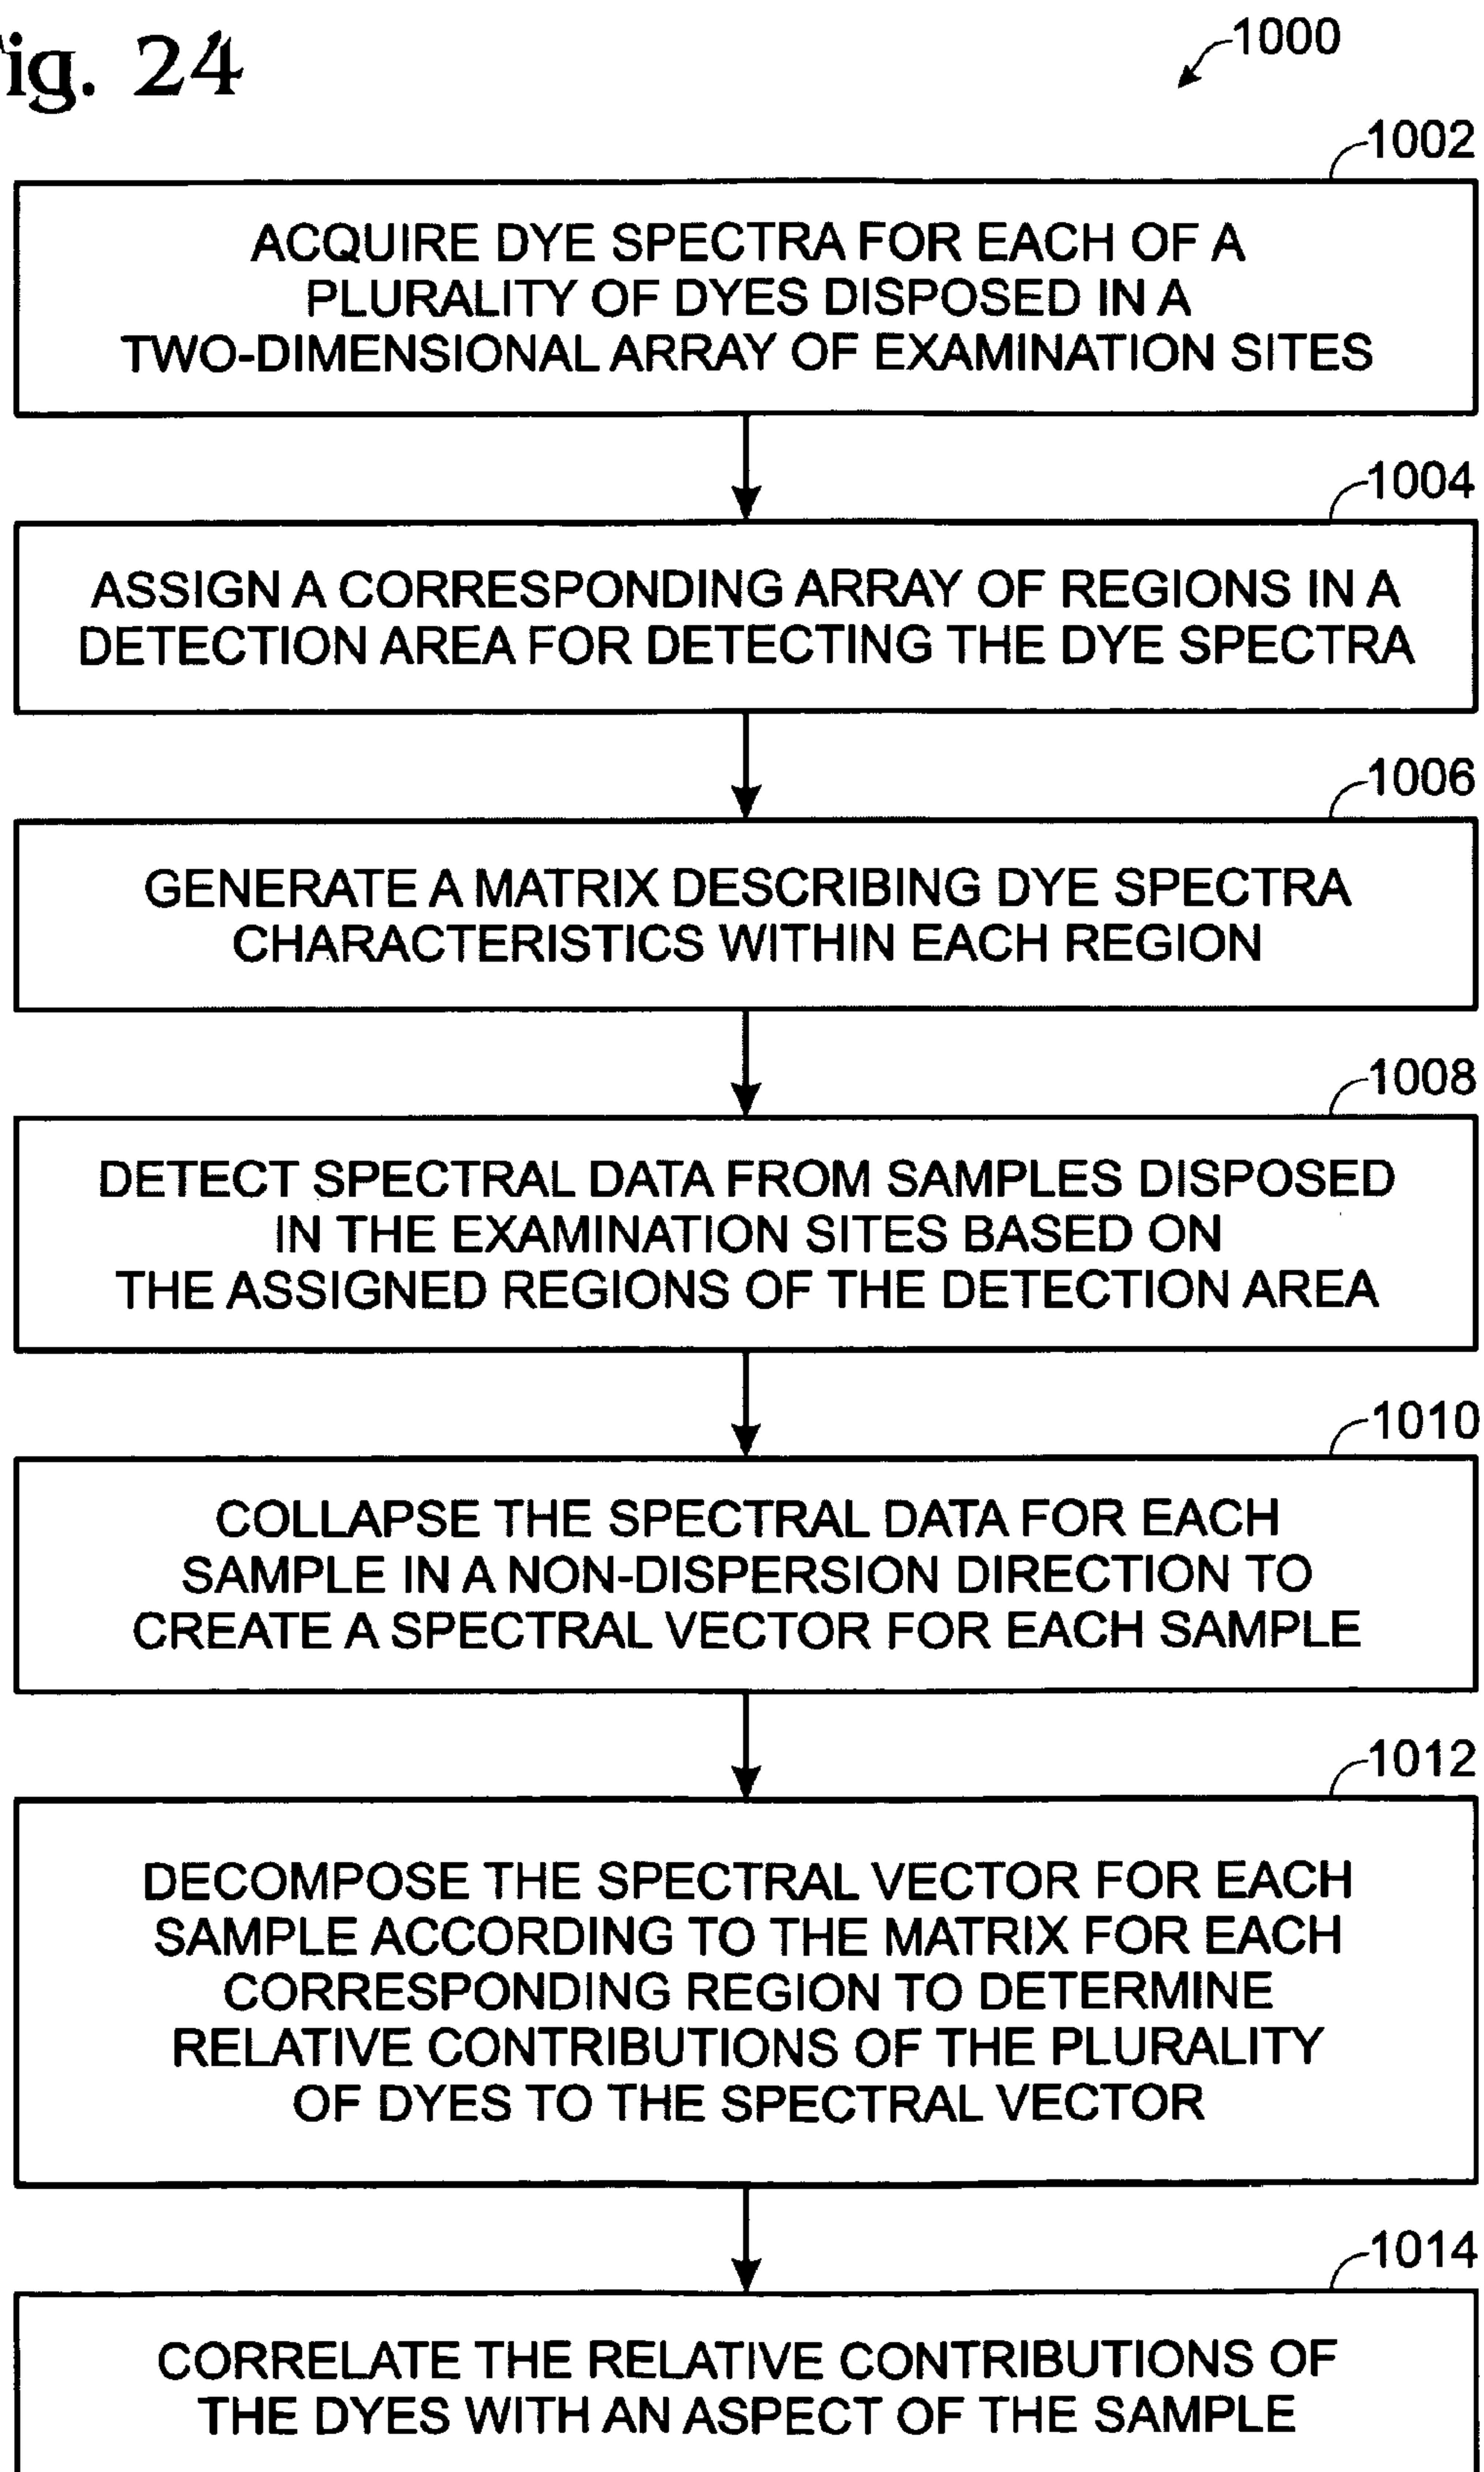 ig. 24
1000
1002
ACQUIRE DYE SPECTRA FOR EACH OF A
PLURALITY OF DYES DISPOSED IN A
TWO-DIMENSIONAL ARRAY OF EXAMINATION SITES
1004
ASSIGN A CORRESPONDING ARRAY OF REGIONS IN A
DETECTION AREA FOR DETECTING THE DYE SPECTRA
1006
GENERATE A MATRIX DESCRIBING DYE SPECTRA
CHARACTERISTICS WITHIN EACH REGION
1008
DETECT SPECTRAL DATA FROM SAMPLES DISPOSED
IN THE EXAMINATION SITES BASED ON
THE ASSIGNED REGIONS OF THE DETECTION AREA
1010
COLLAPSE THE SPECTRAL DATA FOR EACH
SAMPLE IN A NON-DISPERSION DIRECTION TO
CREATE A SPECTRAL VECTOR FOR EACH SAMPLE
1012
DECOMPOSE THE SPECTRAL VECTOR FOR EACH
SAMPLE ACCORDING TO THE MATRIX FOR EACH
CORRESPONDING REGION TO DETERMINE
RELATIVE CONTRIBUTIONS OF THE PLURALITY
OF DYES TO THE SPECTRAL VECTOR
1014
CORRELATE THE RELATIVE CONTRIBUTIONS OF
THE DYES WITH AN ASPECT OF THE SAMPLE